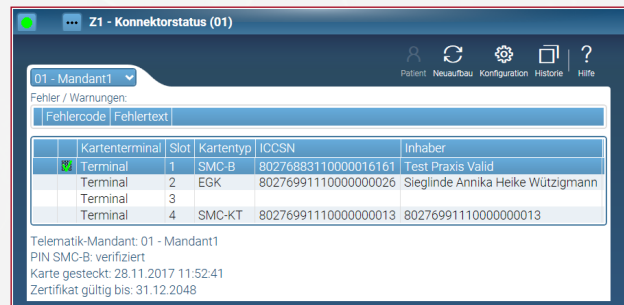 Z1 - Konnektorstatus (01)
Patient Neuaufbau Konfiguration Historie Hilfe
01 - Mandant1
Fehler / Warnungen:
Fehlercode Fehlertext
Kartenterminal Slot Kartentyp ICCSN Inhaber
Terminal 1 SMC-B 80276883110000016161 Test Praxis Valid
Terminal 2 EGK 80276991110000000026 Sieglinde Annika Heike Wützigmann
Terminal 3
Terminal 4 SMC-KT 80276991110000000013 80276991110000000013
Telematik-Mandant: 01 - Mandant1
PIN SMC-B: verifiziert
Karte gesteckt: 28.11.2017 11:52:41
Zertifikat gültig bis: 31.12.2048